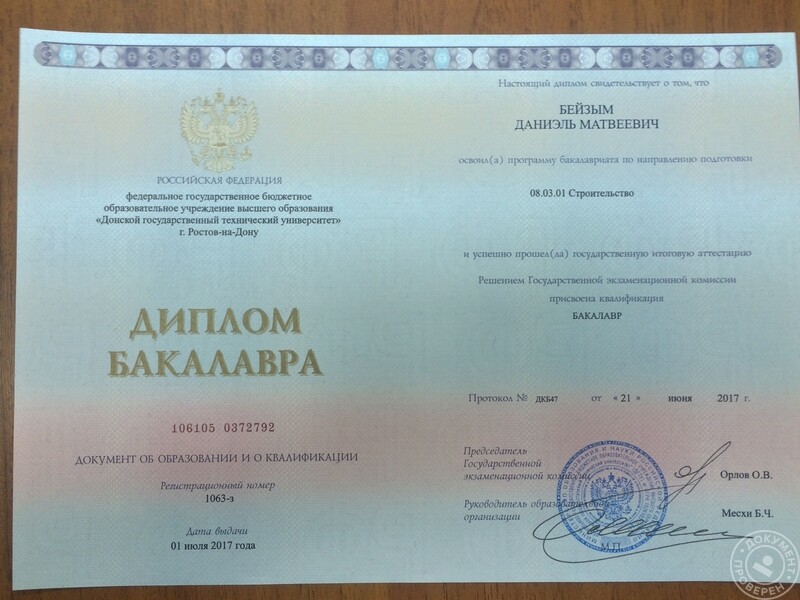 РОССИЙСКАЯ ФЕДЕРАЦИЯ
федеральное государственное бюджетное
образовательное учреждение высшего образования
«Донской государственный технический университет»
г. Ростов-на-Дону
ДИПЛОМ
БАКАЛАВРА
106105 0372792
ДОКУМЕНТ ОБ ОБРАЗОВАНИИ И О КВАЛИФИКАЦИИ
Регистрационный номер
1063-з
Дата выдачи
01 июля 2017 года
Настоящий диплом свидетельствует о том, что
БЕЙЗЫМ
ДАНИЭЛЬ МАТВЕЕВИЧ
освоил(а) программу бакалавриата по направлению подготовки
08.03.01 Строительство
и успешно прошел(ла) государственную итоговую аттестацию
Решением Государственной экзаменационной комиссии
присвоена квалификация
БАКАЛАВР
Протокол № ДКБ47 от «21» июня 2017 г.
Председатель
Государственной
экзаменационной комиссии
Орлов О.В.
Руководитель образовательной
организации
Месхи Б.Ч.
М.П.
ДОКУМЕНТ ПРОВЕРЕН